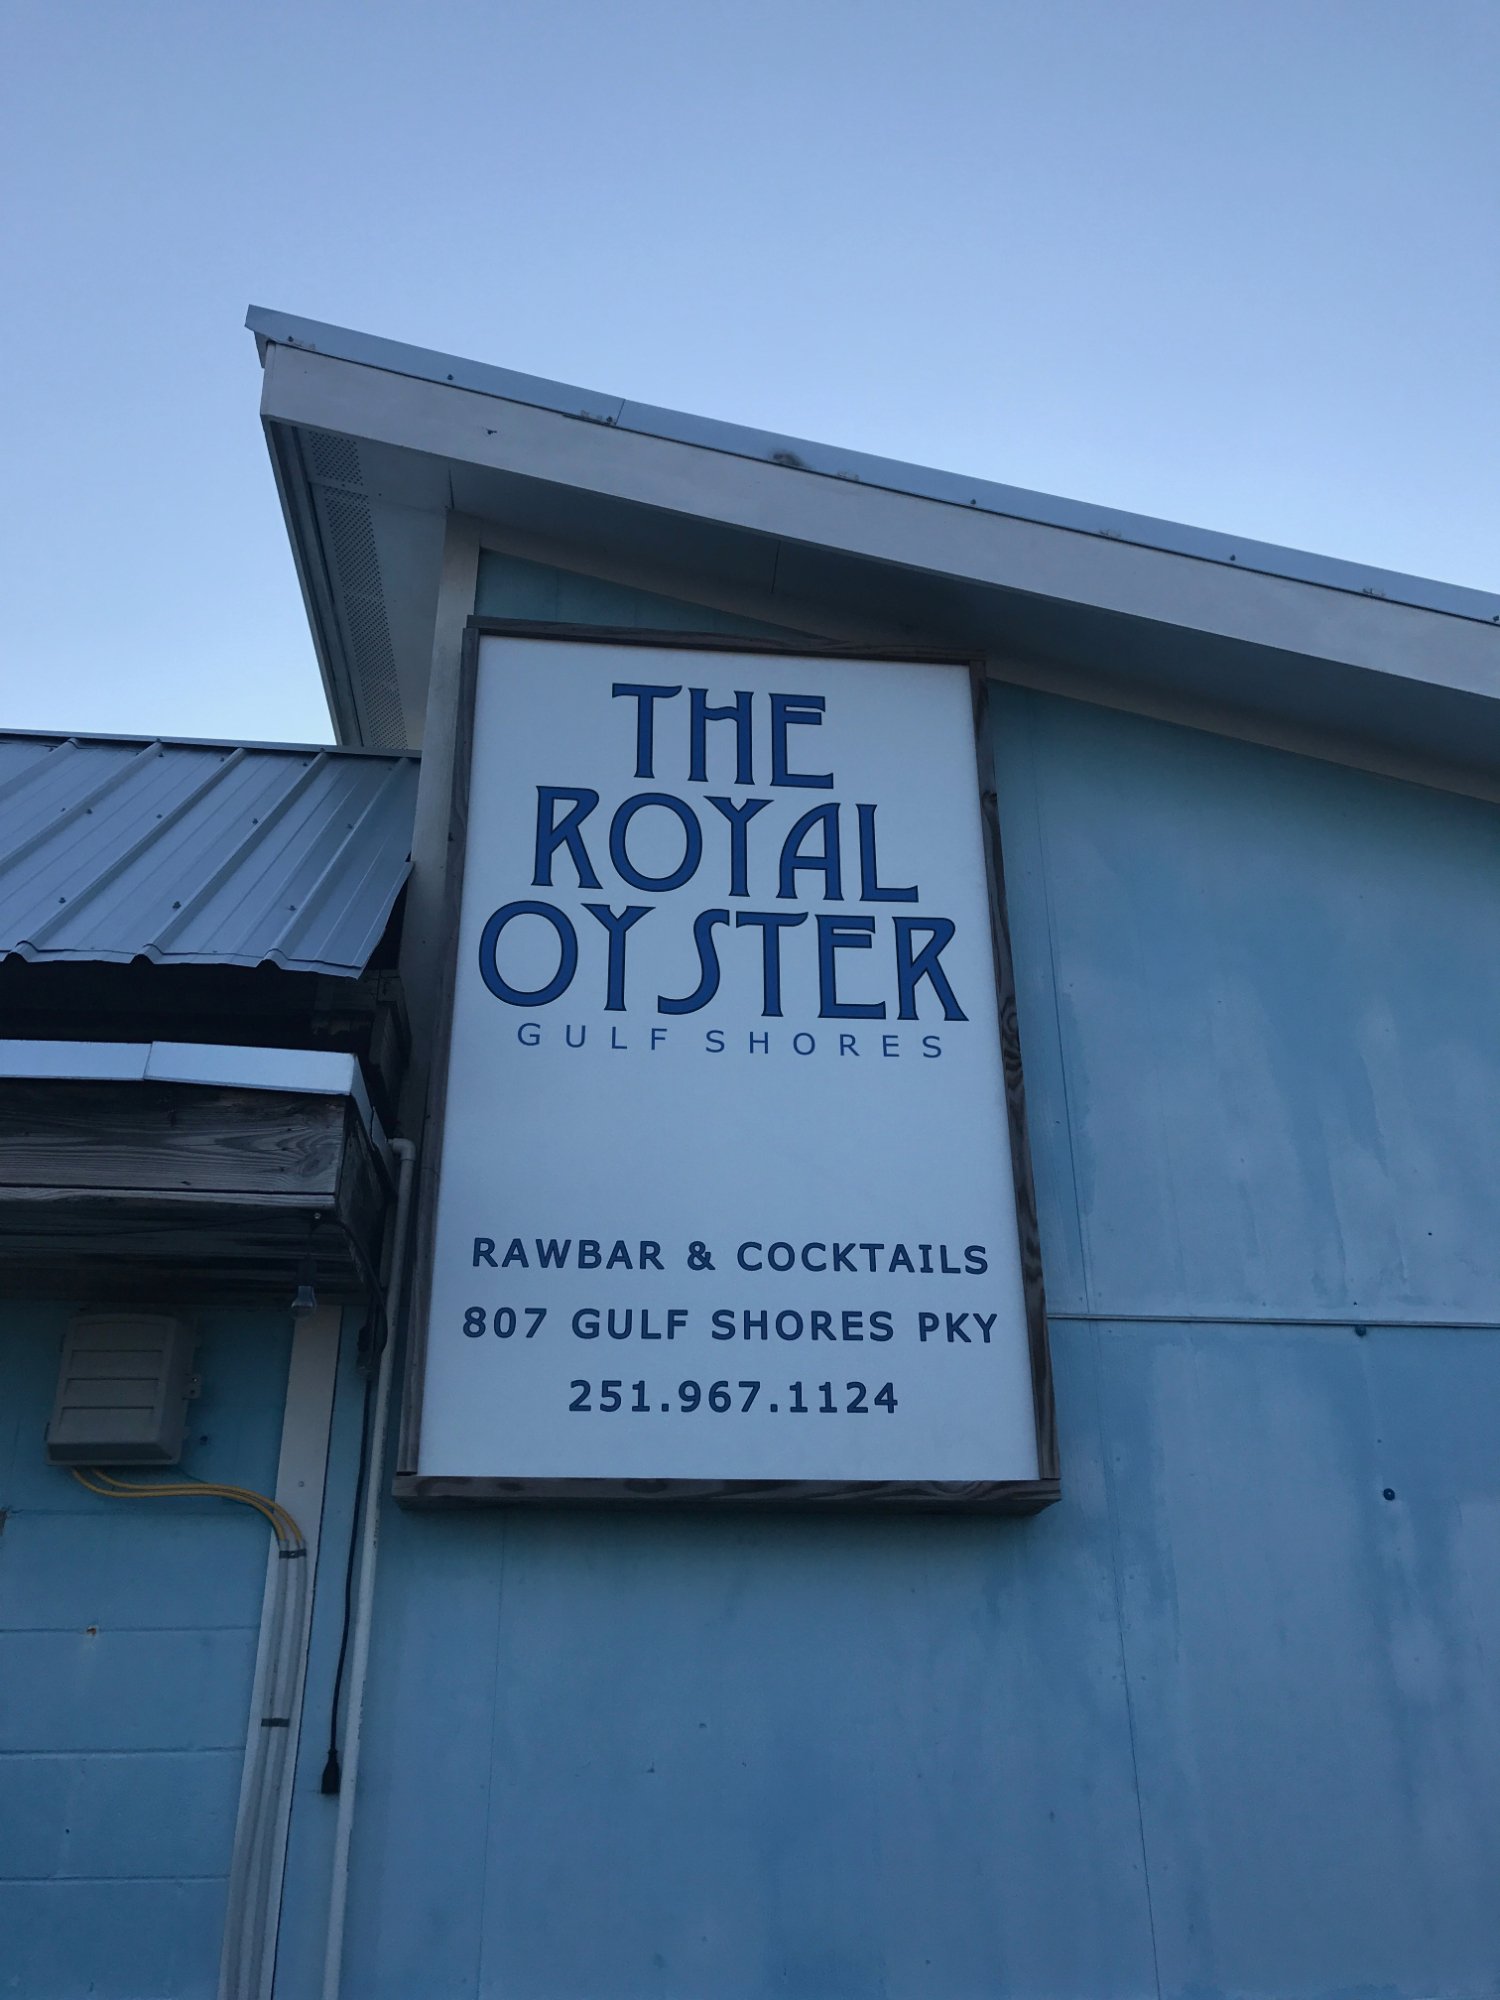 THE
ROYAL
OYSTER
GULF SHORES
RAWBAR & COCKTAILS
807 GULF SHORES PKY
251.967.1124